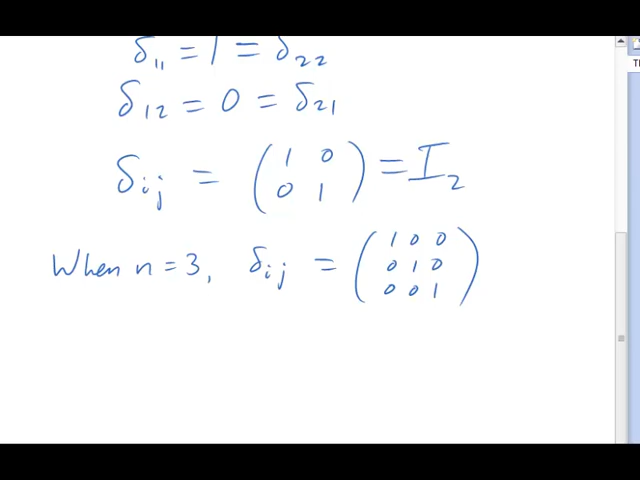 δ₁₁ = 1 = δ₂₂
δ₁₂ = 0 = δ₂₁
δᵢⱼ = (1 0
0 1) = I₂
When n = 3, δᵢⱼ = (1 0 0
0 1 0
0 0 1)